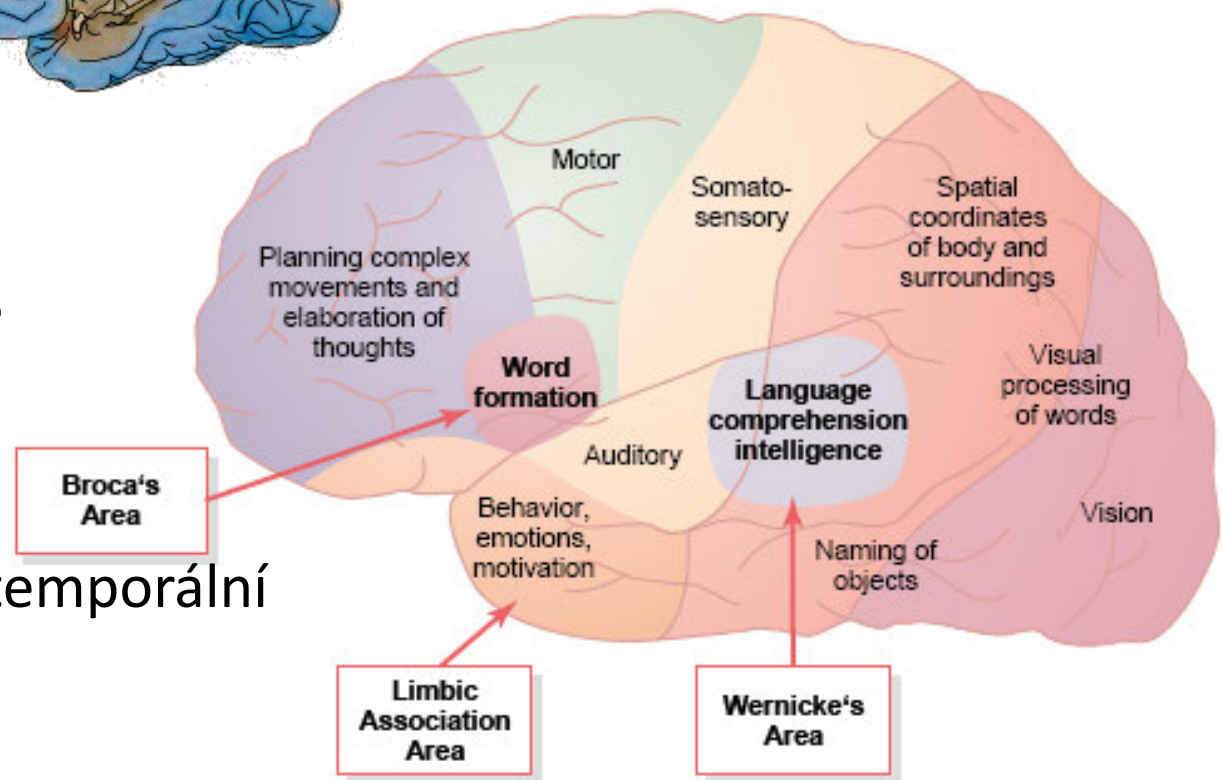 Motor
Somato-
sensory
Spatial
coordinates
of body and
surroundings
Planning complex
movements and
elaboration of
thoughts
Word
formation
Language
comprehension
intelligence
Visual
processing
of words
Auditory
Broca‘s
Area
Behavior,
emotions,
motivation
Vision
Naming of
objects
temporální
Limbic
Association
Area
Wernicke‘s
Area